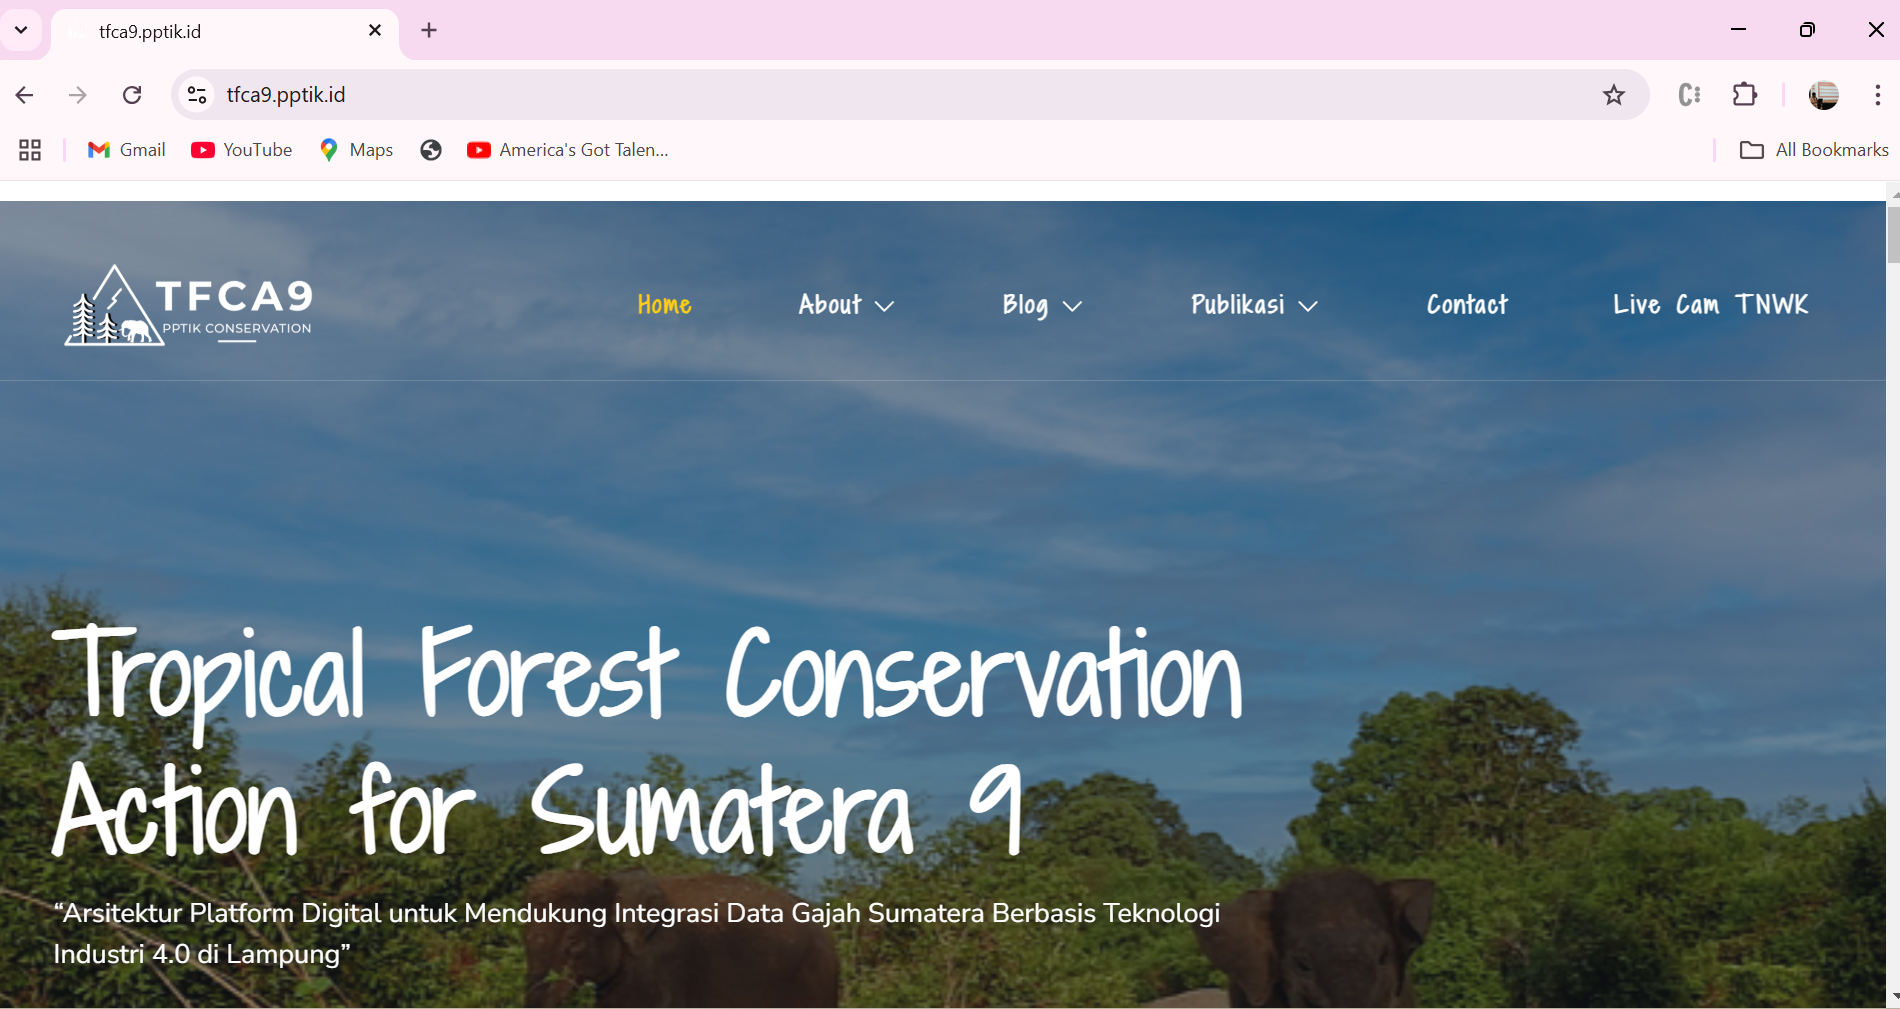 tfca9.pptik.id
tfca9.pptik.id
Gmail YouTube Maps America's Got Talen... All Bookmarks
TFCA9
PPTIK CONSERVATION
Home About Blog Publikasi Contact Live Cam TNWK
Tropical Forest Conservation
Action for Sumatera 9
“Arsitektur Platform Digital untuk Mendukung Integrasi Data Gajah Sumatera Berbasis Teknologi
Industri 4.0 di Lampung”